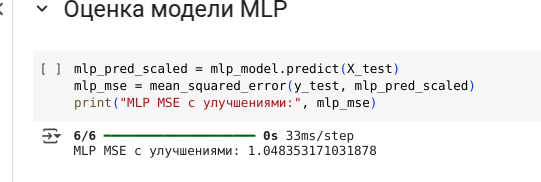 Оценка модели MLP
[ ] mlp_pred_scaled = mlp_model.predict(X_test)
mlp_mse = mean_squared_error(y_test, mlp_pred_scaled)
print("MLP MSE с улучшениями:", mlp_mse)
6/6 ━━━━━━━━━━━━━━━━━━━━ 0s 33ms/step
MLP MSE с улучшениями: 1.048353171031878